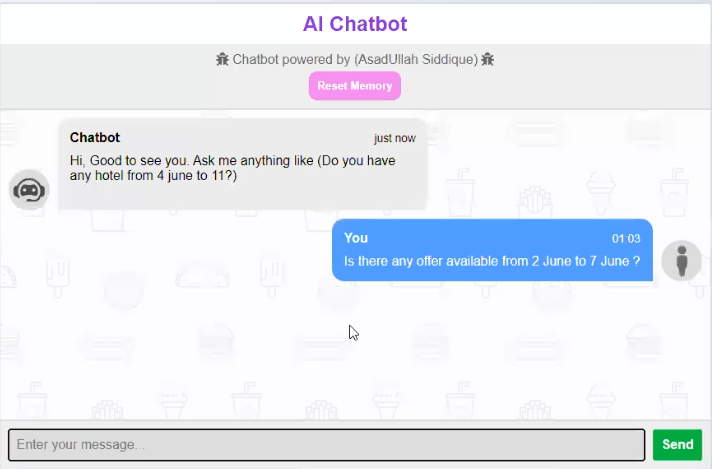 AI Chatbot
Chatbot powered by (AsadUllah Siddique)
Reset Memory
Chatbot
just now
Hi, Good to see you. Ask me anything like (Do you have
any hotel from 4 june to 11?)
You
01:03
Is there any offer available from 2 June to 7 June ?
Enter your message...
Send